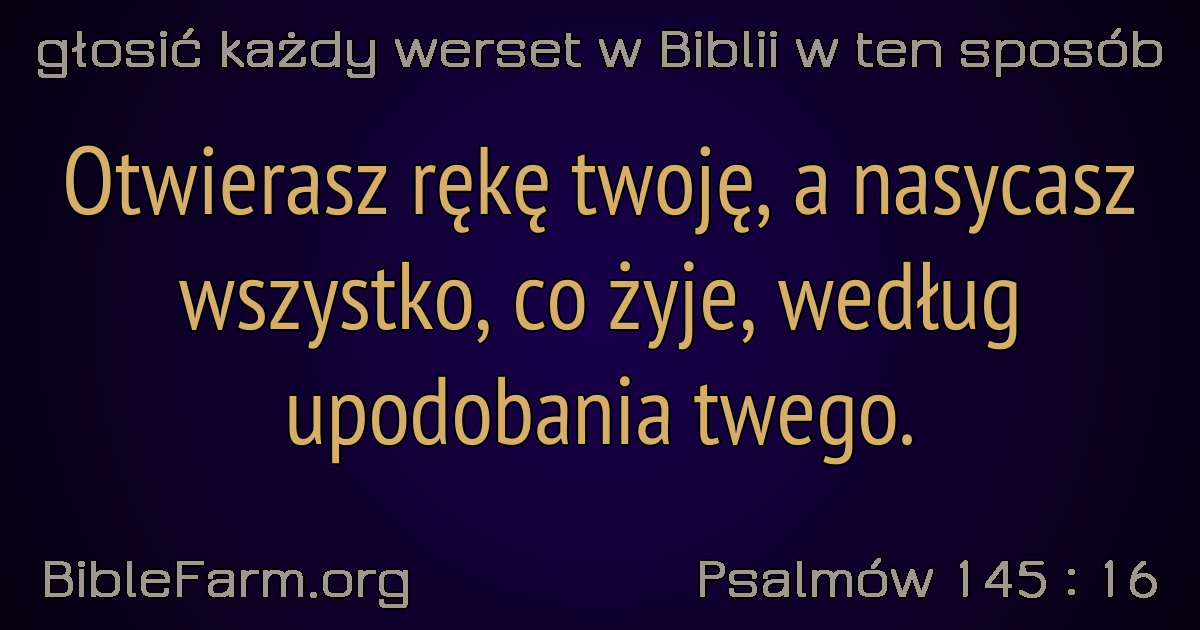 głosić każdy werset w Biblii w ten sposób
Otwierasz rękę twoję, a nasycasz
wszystko, co żyje, według
upodobania twego.
BibleFarm.org
Psalmów 145 : 16